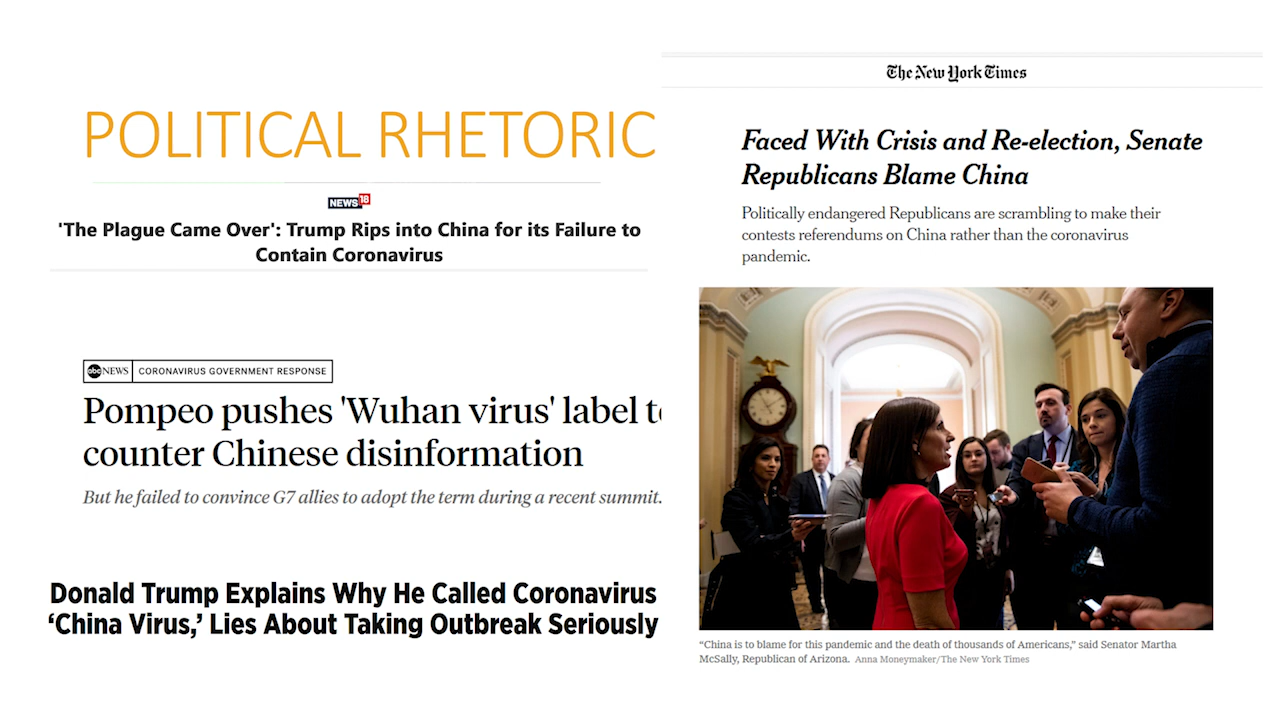 POLITICAL RHETORIC
NEWS 18
'The Plague Came Over': Trump Rips into China for its Failure to
Contain Coronavirus
abc NEWS CORONAVIRUS GOVERNMENT RESPONSE
Pompeo pushes 'Wuhan virus' label to
counter Chinese disinformation
But he failed to convince G7 allies to adopt the term during a recent summit.
Donald Trump Explains Why He Called Coronavirus
‘China Virus,’ Lies About Taking Outbreak Seriously
The New York Times
Faced With Crisis and Re-election, Senate
Republicans Blame China
Politically endangered Republicans are scrambling to make their
contests referendums on China rather than the coronavirus
pandemic.
“China is to blame for this pandemic and the death of thousands of Americans,” said Senator Martha
McSally, Republican of Arizona. Anna Moneymaker/The New York Times